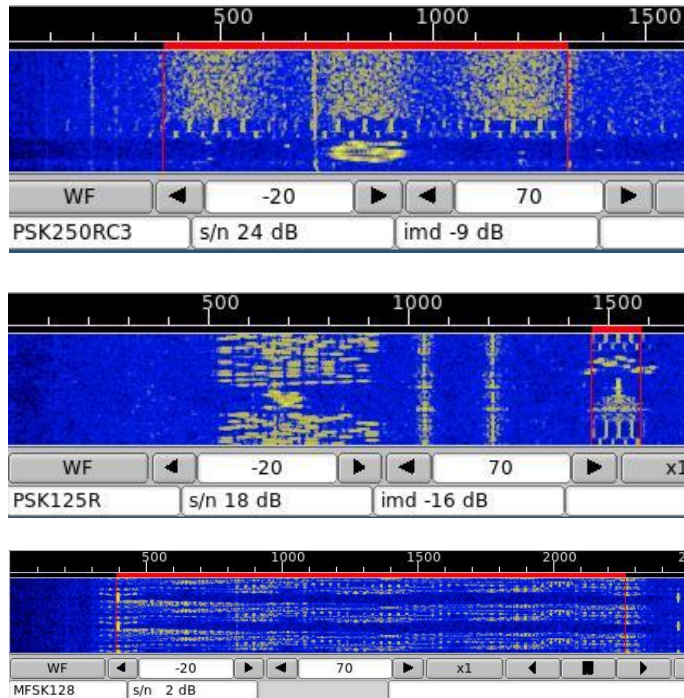 500 1000 1500
WF -20 70
PSK250RC3 s/n 24 dB imd -9 dB
500 1000 1500
WF -20 70 x1
PSK125R s/n 18 dB imd -16 dB
500 1000 1500 2000
WF -20 70 x1
MFSK128 s/n 2 dB